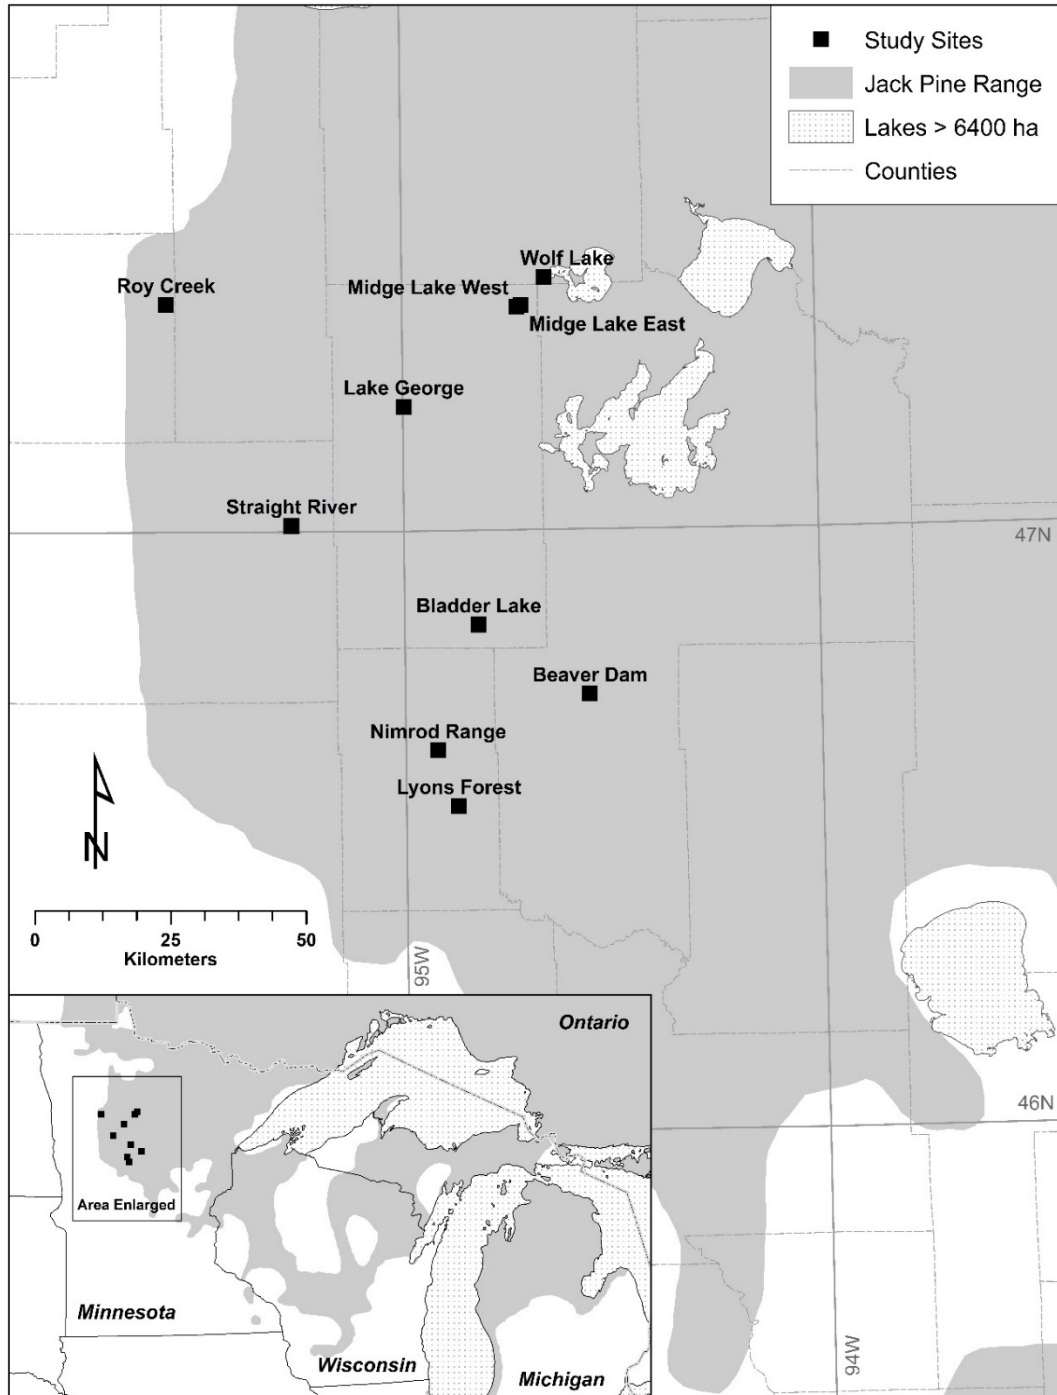 Study Sites
Jack Pine Range
Lakes > 6400 ha
Counties
Wolf Lake
Roy Creek
Midge Lake West
Midge Lake East
Lake George
Straight River
47N
Bladder Lake
Beaver Dam
Nimrod Range
Lyons Forest
N
0 25 50
Kilometers
95W
Ontario
46N
Area Enlarged
Minnesota
Wisconsin
Michigan
94W